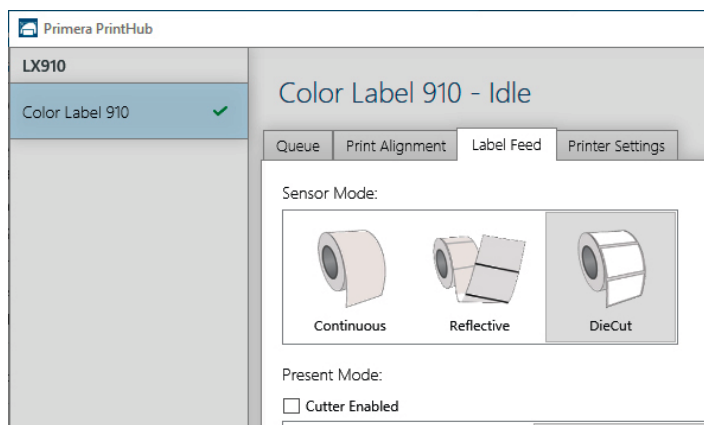 Primera PrintHub
LX910
Color Label 910
Color Label 910 - Idle
Queue Print Alignment Label Feed Printer Settings
Sensor Mode:
Continuous Reflective DieCut
Present Mode:
Cutter Enabled